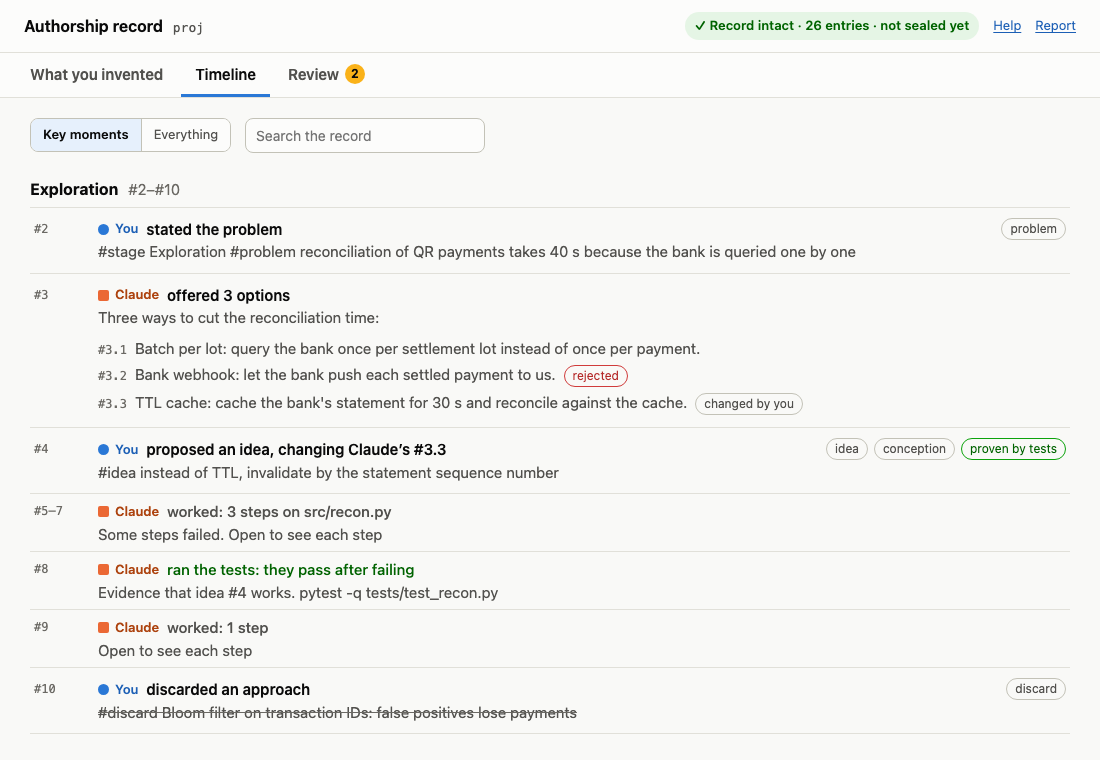 Authorship record proj
✓ Record intact · 26 entries · not sealed yet
Help
Report
What you invented
Timeline
Review 2
Key moments
Everything
Search the record
Exploration #2–#10
#2 You stated the problem problem
#stage Exploration #problem reconciliation of QR payments takes 40 s because the bank is queried one by one
#3 Claude offered 3 options
Three ways to cut the reconciliation time:
#3.1 Batch per lot: query the bank once per settlement lot instead of once per payment.
#3.2 Bank webhook: let the bank push each settled payment to us. rejected
#3.3 TTL cache: cache the bank's statement for 30 s and reconcile against the cache. changed by you
#4 You proposed an idea, changing Claude’s #3.3 idea conception proven by tests
#idea instead of TTL, invalidate by the statement sequence number
#5–7 Claude worked: 3 steps on src/recon.py
Some steps failed. Open to see each step
#8 Claude ran the tests: they pass after failing
Evidence that idea #4 works. pytest -q tests/test_recon.py
#9 Claude worked: 1 step
Open to see each step
#10 You discarded an approach discard
#discard Bloom filter on transaction IDs: false positives lose payments